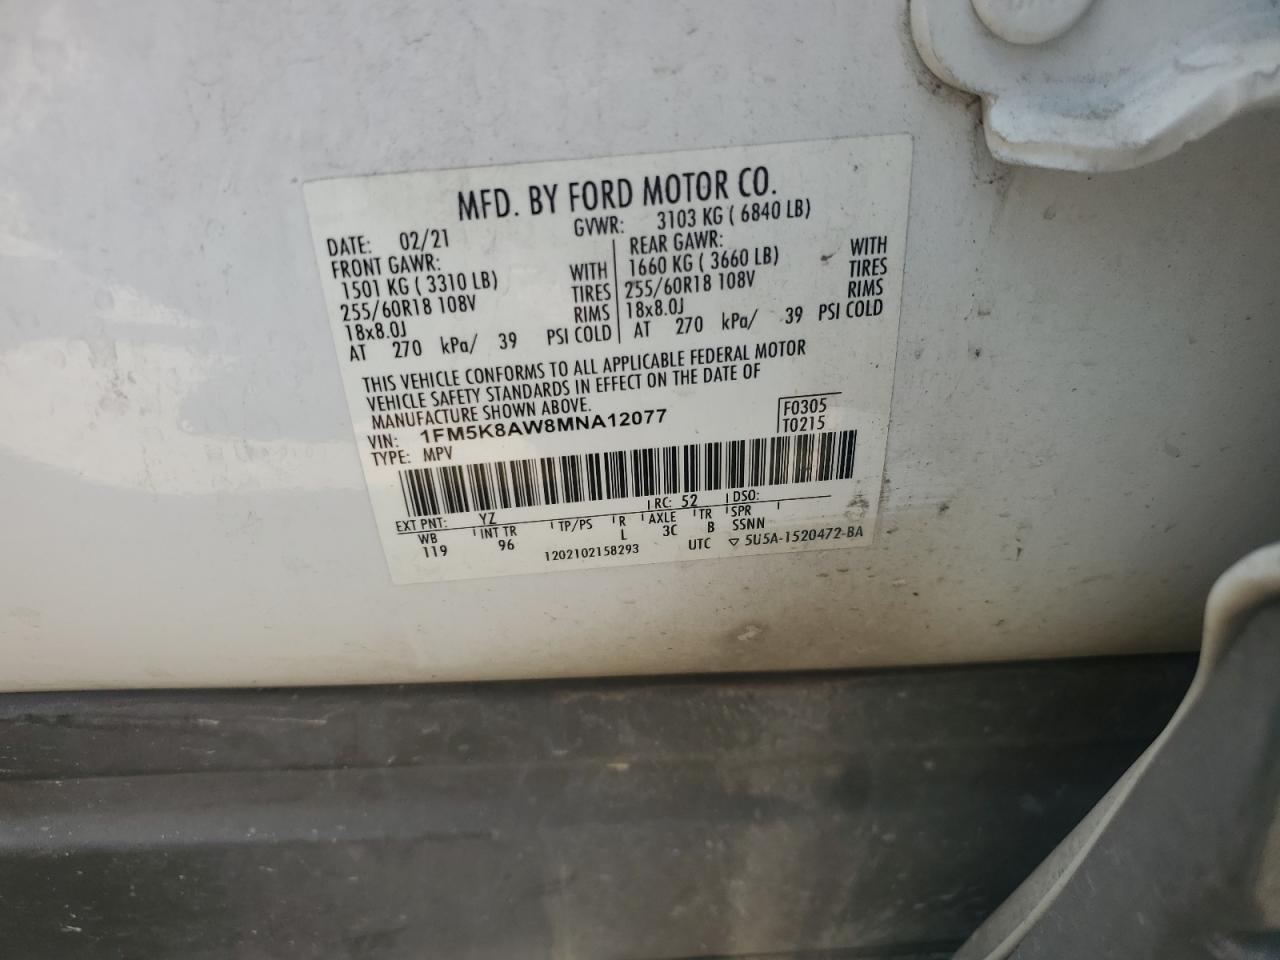 MFD. BY FORD MOTOR CO.
DATE: 02/21 GVWR: 3103 KG ( 6840 LB)
FRONT GAWR: REAR GAWR:
1501 KG ( 3310 LB) WITH 1660 KG ( 3660 LB) WITH
255/60R18 108V TIRES 255/60R18 108V TIRES
18x8.0J RIMS 18x8.0J RIMS
AT 270 kPa/ 39 PSI COLD AT 270 kPa/ 39 PSI COLD
THIS VEHICLE CONFORMS TO ALL APPLICABLE FEDERAL MOTOR
VEHICLE SAFETY STANDARDS IN EFFECT ON THE DATE OF
MANUFACTURE SHOWN ABOVE.
VIN: 1FM5K8AW8MNA12077 F0305
TYPE: MPV T0215
EXT PNT: YZ RC: 52 DSO:
WB INT TR TP/PS R AXLE TR SPR
119 96 L 3C B SSNN
1202102158293 UTC ▽ 5U5A-1520472-BA